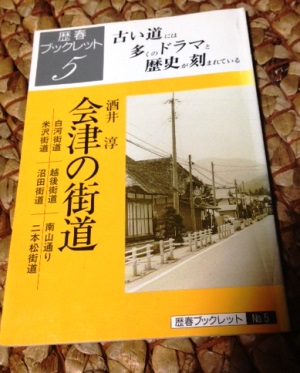 歴春
ブックレット
5
古い道には
多くのドラマと
歴史が刻まれている
酒井 淳
会津の街道
白河街道 越後街道 南山通り
米沢街道 沼田街道 二本松街道
歴春ブックレット No.5